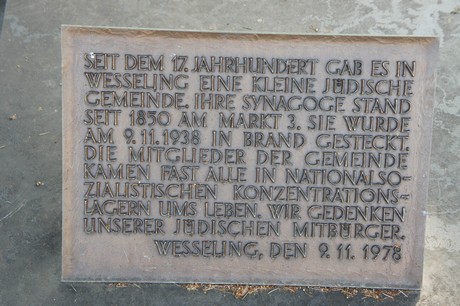 SEIT DEM 17. JAHRHUNDERT GAB ES IN
WESSELING EINE KLEINE JÜDISCHE
GEMEINDE. IHRE SYNAGOGE STAND
SEIT 1830 AM MARKT 3. SIE WURDE
AM 9.11.1938 IN BRAND GESTECKT.
DIE MITGLIEDER DER GEMEINDE
KAMEN FAST ALLE IN NATIONALSO-
ZIALISTISCHEN KONZENTRATIONS-
LAGERN UMS LEBEN. WIR GEDENKEN
UNSERER JÜDISCHEN MITBÜRGER.
WESSELING, DEN 9.11.1978